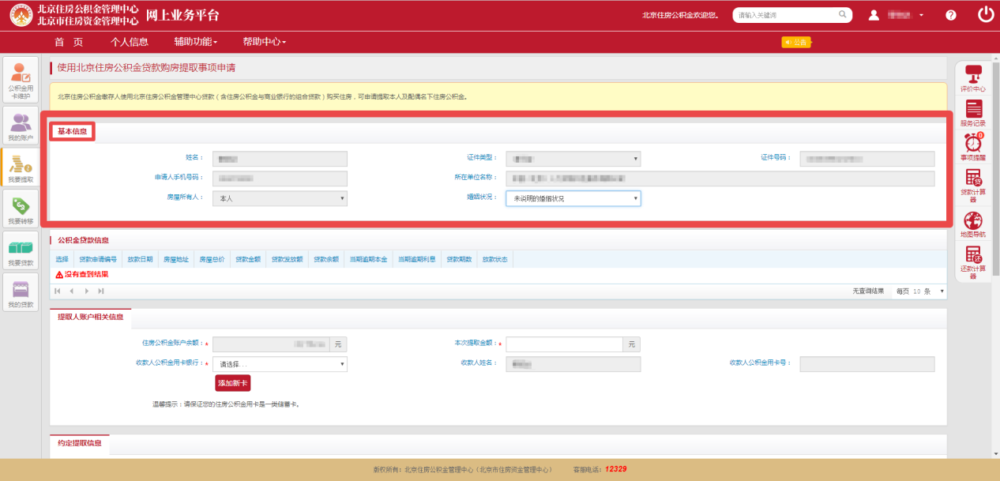 北京住房公积金管理中心
北京市住房资金管理中心
网上业务平台
北京住房公积金欢迎您。
请输入关键词
首 页 个人信息 辅助功能 帮助中心
公告
公积金用卡维护
我的账户
我要提取
我要转移
我要贷款
我的贷款
使用北京住房公积金贷款购房提取事项申请
北京住房公积金缴存人使用北京住房公积金管理中心贷款(含住房公积金与商业银行的组合贷款)购买住房,可申请提取本人及配偶名下住房公积金。
基本信息
姓名: 证件类型: 证件号码:
申请人手机号码: 所在单位名称:
房屋所有人: 本人 婚姻状况: 未说明的婚姻状况
公积金贷款信息
选择 贷款申请编号 放款日期 房屋地址 房屋总价 贷款金额 贷款发放额 贷款余额 当期逾期本金 当期逾期利息 贷款期数 放款状态
没有查到结果
无查询结果 每页 10 条
提取人账户相关信息
住房公积金账户余额:* 元 本次提取金额:* 元
收款人公积金用卡银行:* 请选择... 收款人姓名: 收款人公积金用卡号:
添加新卡
温馨提示:请保证您的住房公积金用卡是一类储蓄卡。
约定提取信息
评价中心
服务记录
0
事项提醒
贷
贷款计算器
地图导航
还
还款计算器
版权所有:北京住房公积金管理中心(北京市住房资金管理中心) 客服电话:12329